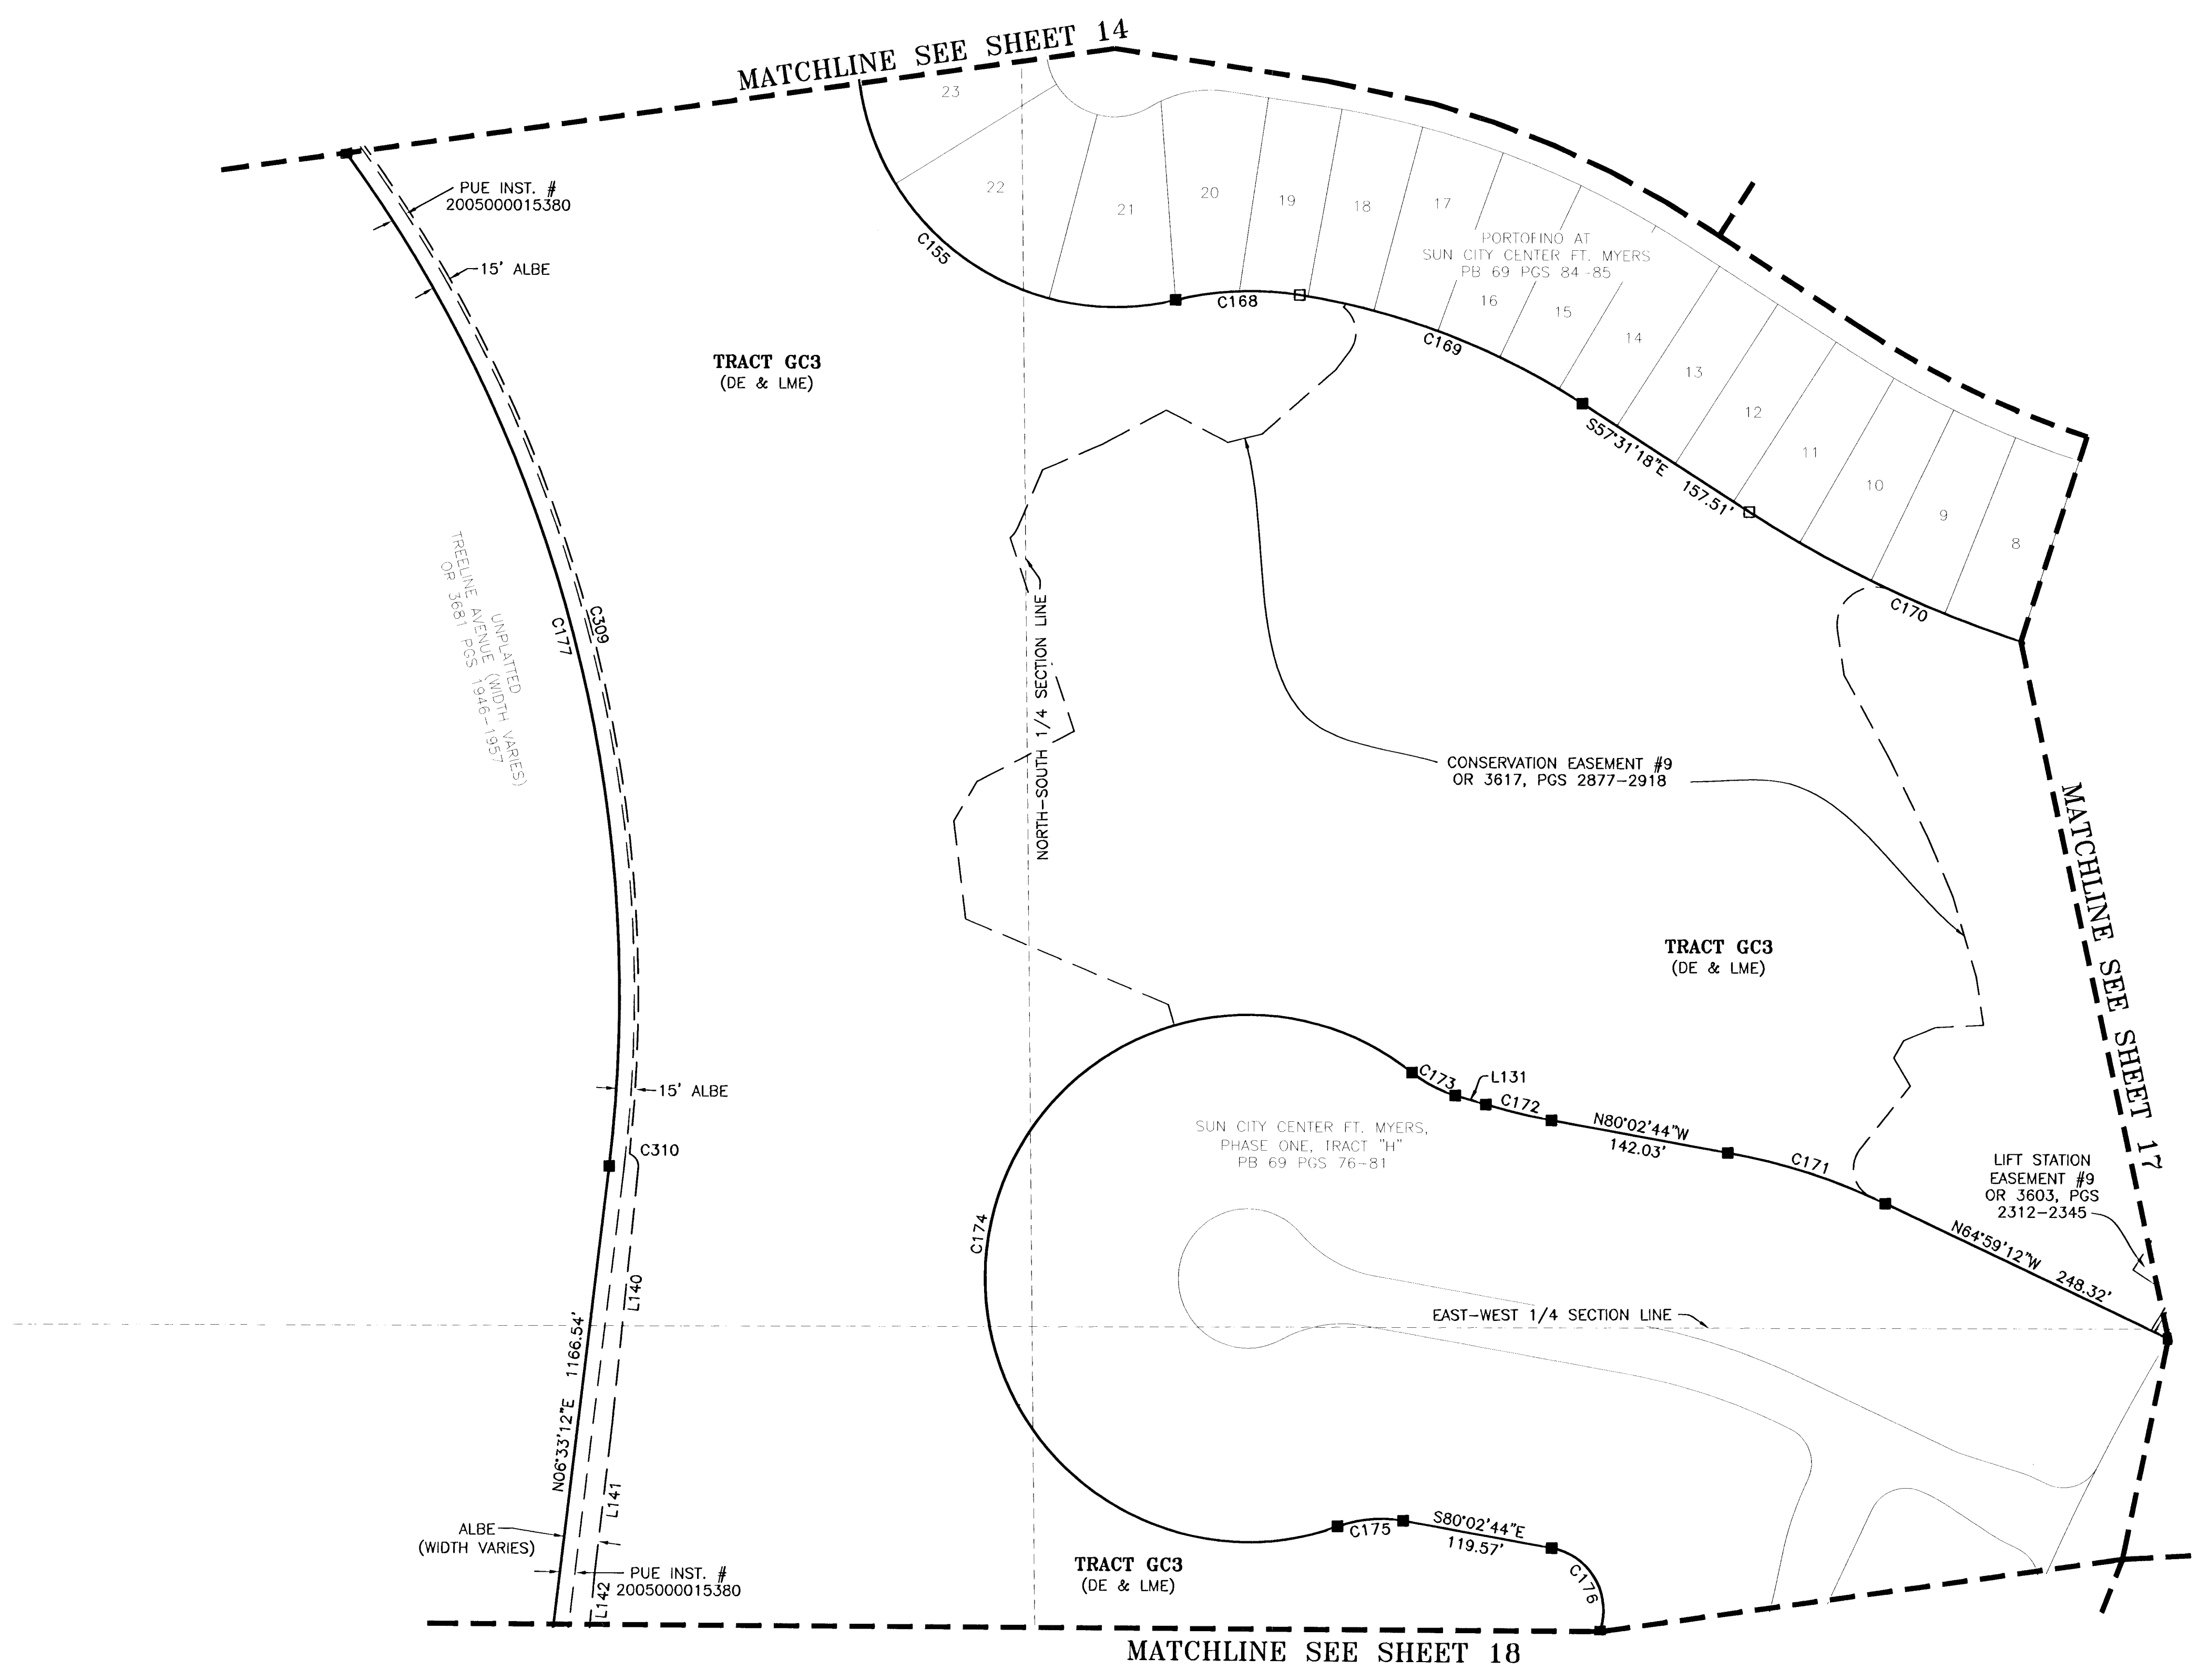 MATCHLINE SEE SHEET 14
23
22
21
20
19
18
17
16
15
14
13
12
11
10
9
8
PUE INST. #
2005000015380
15' ALBE
C155
C168
C169
PORTOFINO AT
SUN CITY CENTER FT. MYERS
PB 69 PGS 84-85
TRACT GC3
(DE & LME)
S57°31'18"E
157.51'
C170
UNPLATTED
TREELINE AVENUE (WIDTH VARIES)
OR 3681 PGS 1946-1957
C177
C309
NORTH-SOUTH 1/4 SECTION LINE
CONSERVATION EASEMENT #9
OR 3617, PGS 2877-2918
MATCHLINE SEE SHEET 17
TRACT GC3
(DE & LME)
15' ALBE
C310
C173
L131
C172
N80°02'44"W
142.03'
C171
SUN CITY CENTER FT. MYERS,
PHASE ONE, TRACT "H"
PB 69 PGS 76-81
LIFT STATION
EASEMENT #9
OR 3603, PGS
2312-2345
N64°59'12"W 248.32'
C174
L140
EAST-WEST 1/4 SECTION LINE
N06°33'12"E 1166.54'
L141
ALBE
(WIDTH VARIES)
PUE INST. #
2005000015380
L142
C175
S80°02'44"E
119.57'
C176
TRACT GC3
(DE & LME)
MATCHLINE SEE SHEET 18